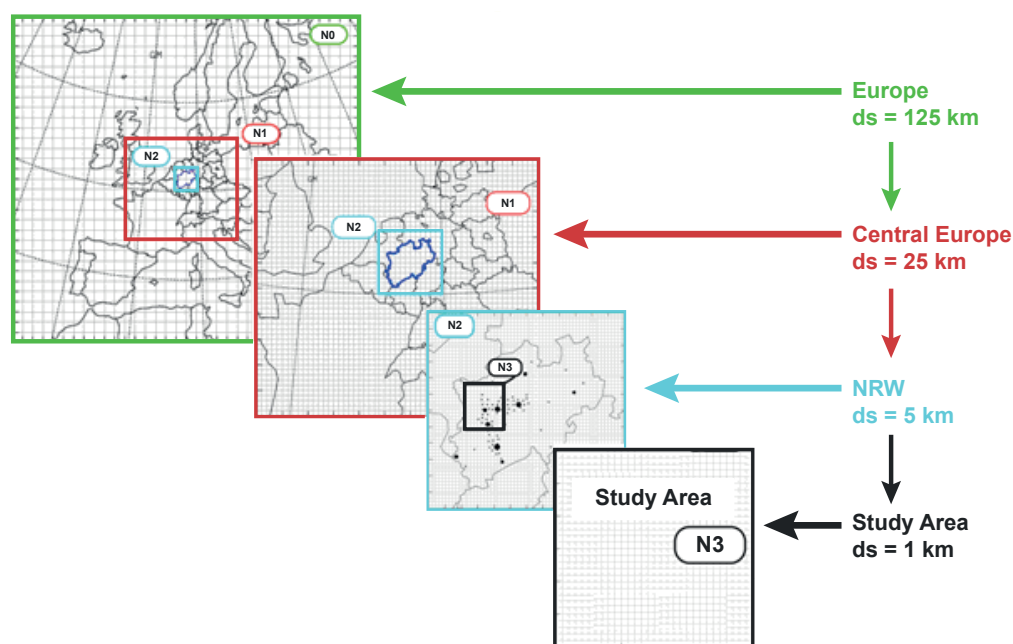 N0
N1
N2
Europe
ds = 125 km
N1
N2
Central Europe
ds = 25 km
N2
N3
NRW
ds = 5 km
Study Area
N3
Study Area
ds = 1 km